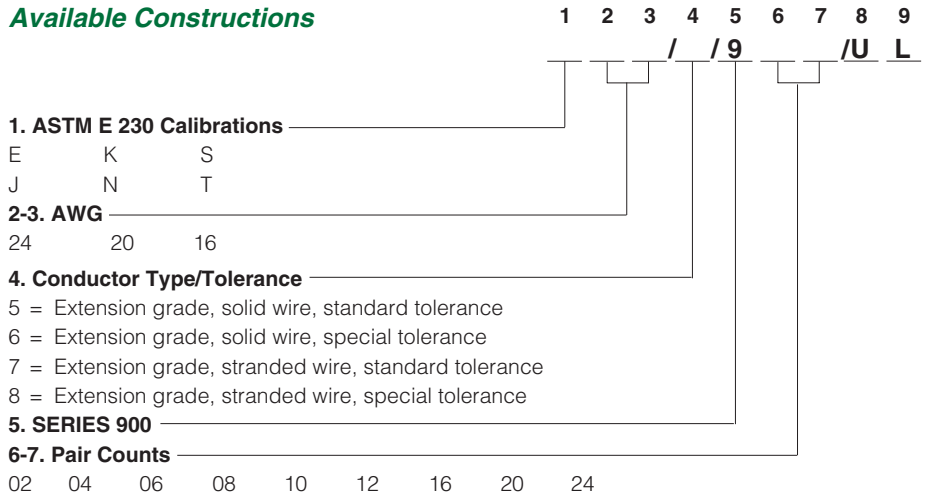 Available Constructions 1 2 3 4 5 6 7 8 9
/ / 9 /U L
1. ASTM E 230 Calibrations
E K S
J N T
2-3. AWG
24 20 16
4. Conductor Type/Tolerance
5 = Extension grade, solid wire, standard tolerance
6 = Extension grade, solid wire, special tolerance
7 = Extension grade, stranded wire, standard tolerance
8 = Extension grade, stranded wire, special tolerance
5. SERIES 900
6-7. Pair Counts
02 04 06 08 10 12 16 20 24